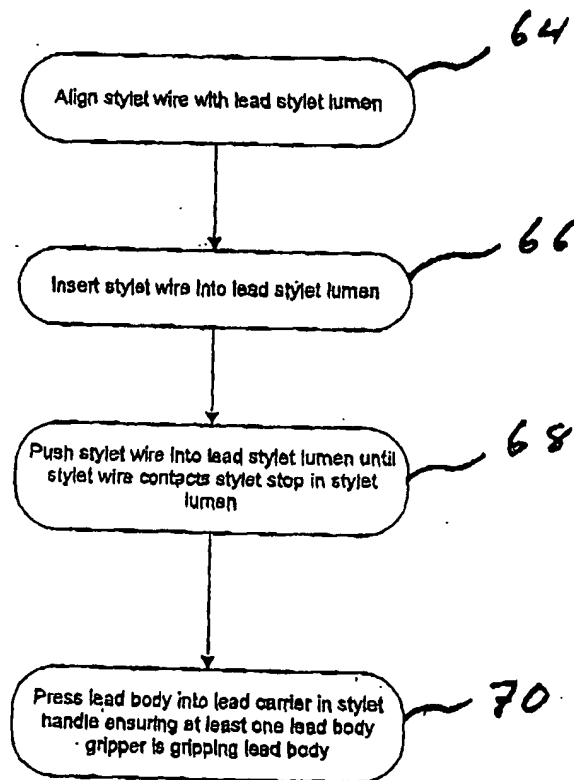 64
Align stylet wire with lead stylet lumen
66
Insert stylet wire into lead stylet lumen
68
Push stylet wire into lead stylet lumen until
stylet wire contacts stylet stop in stylet
lumen
70
Press lead body into lead carrier in stylet
handle ensuring at least one lead body
gripper is gripping lead body